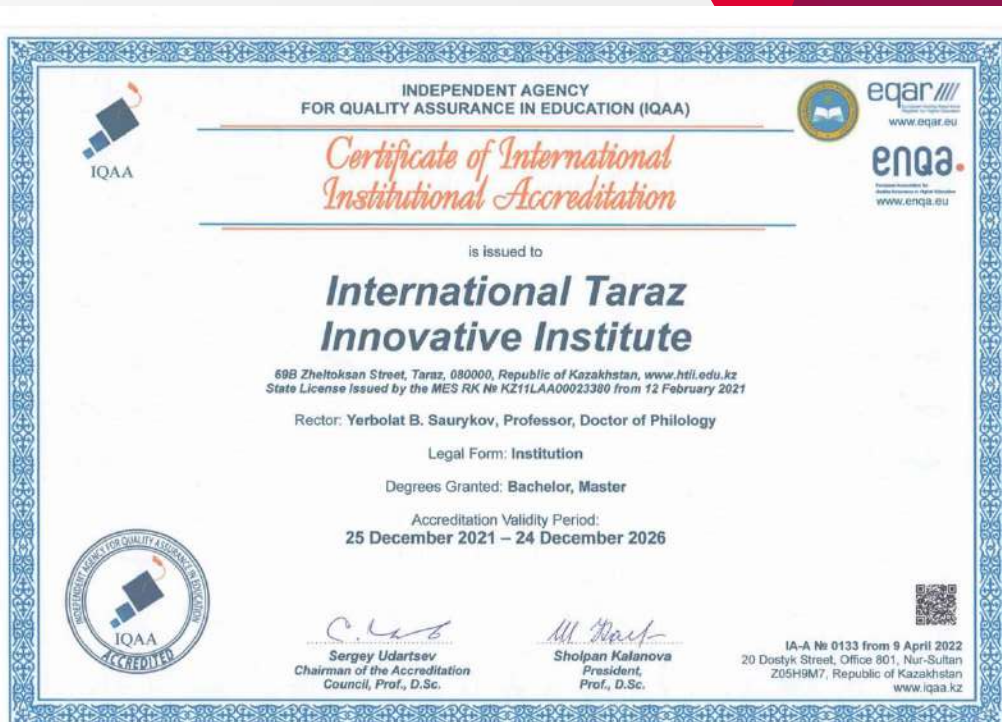 INDEPENDENT AGENCY
FOR QUALITY ASSURANCE IN EDUCATION (IQAA)
IQAA
eqar////
www.eqar.eu
enqa.
www.enqa.eu
Certificate of International
Institutional Accreditation
is issued to
International Taraz
Innovative Institute
69B Zheltoksan Street, Taraz, 080000, Republic of Kazakhstan, www.htii.edu.kz
State License Issued by the MES RK № KZ11LAA00023380 from 12 February 2021
Rector: Yerbolat B. Saurykov, Professor, Doctor of Philology
Legal Form: Institution
Degrees Granted: Bachelor, Master
Accreditation Validity Period:
25 December 2021 – 24 December 2026
INDEPENDENT AGENCY FOR QUALITY ASSURANCE IN EDUCATION
IQAA
ACCREDITED
Sergey Udartsev
Chairman of the Accreditation
Council, Prof., D.Sc.
Sholpan Kalanova
President,
Prof., D.Sc.
IA-A № 0133 from 9 April 2022
20 Dostyk Street, Office 801, Nur-Sultan
Z05H9M7, Republic of Kazakhstan
www.iqaa.kz